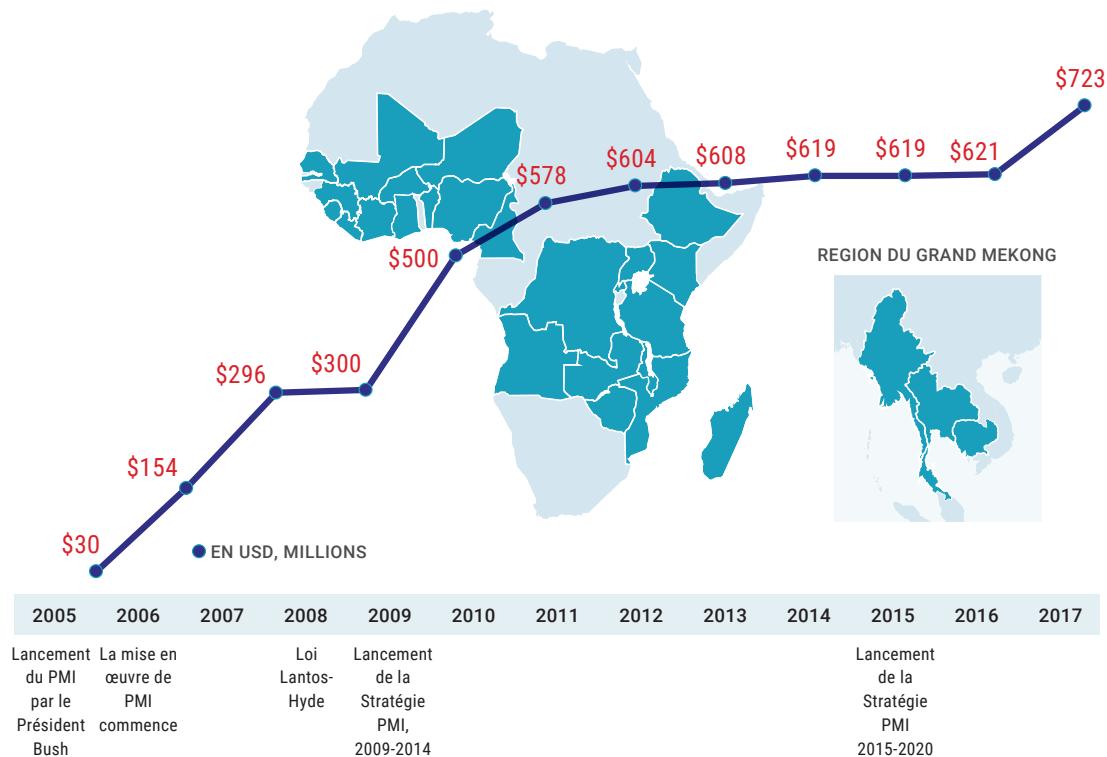 $723
$621
$619
$619
$608
$604
$578
$500
$300
$296
$154
$30
REGION DU GRAND MEKONG
EN USD, MILLIONS
2005 2006 2007 2008 2009 2010 2011 2012 2013 2014 2015 2016 2017
Lancement
du PMI
par le
Président
Bush
La mise en
œuvre de
PMI
commence
Loi
Lantos-
Hyde
Lancement
de la
Stratégie
PMI,
2009-2014
Lancement
de la
Stratégie
PMI
2015-2020